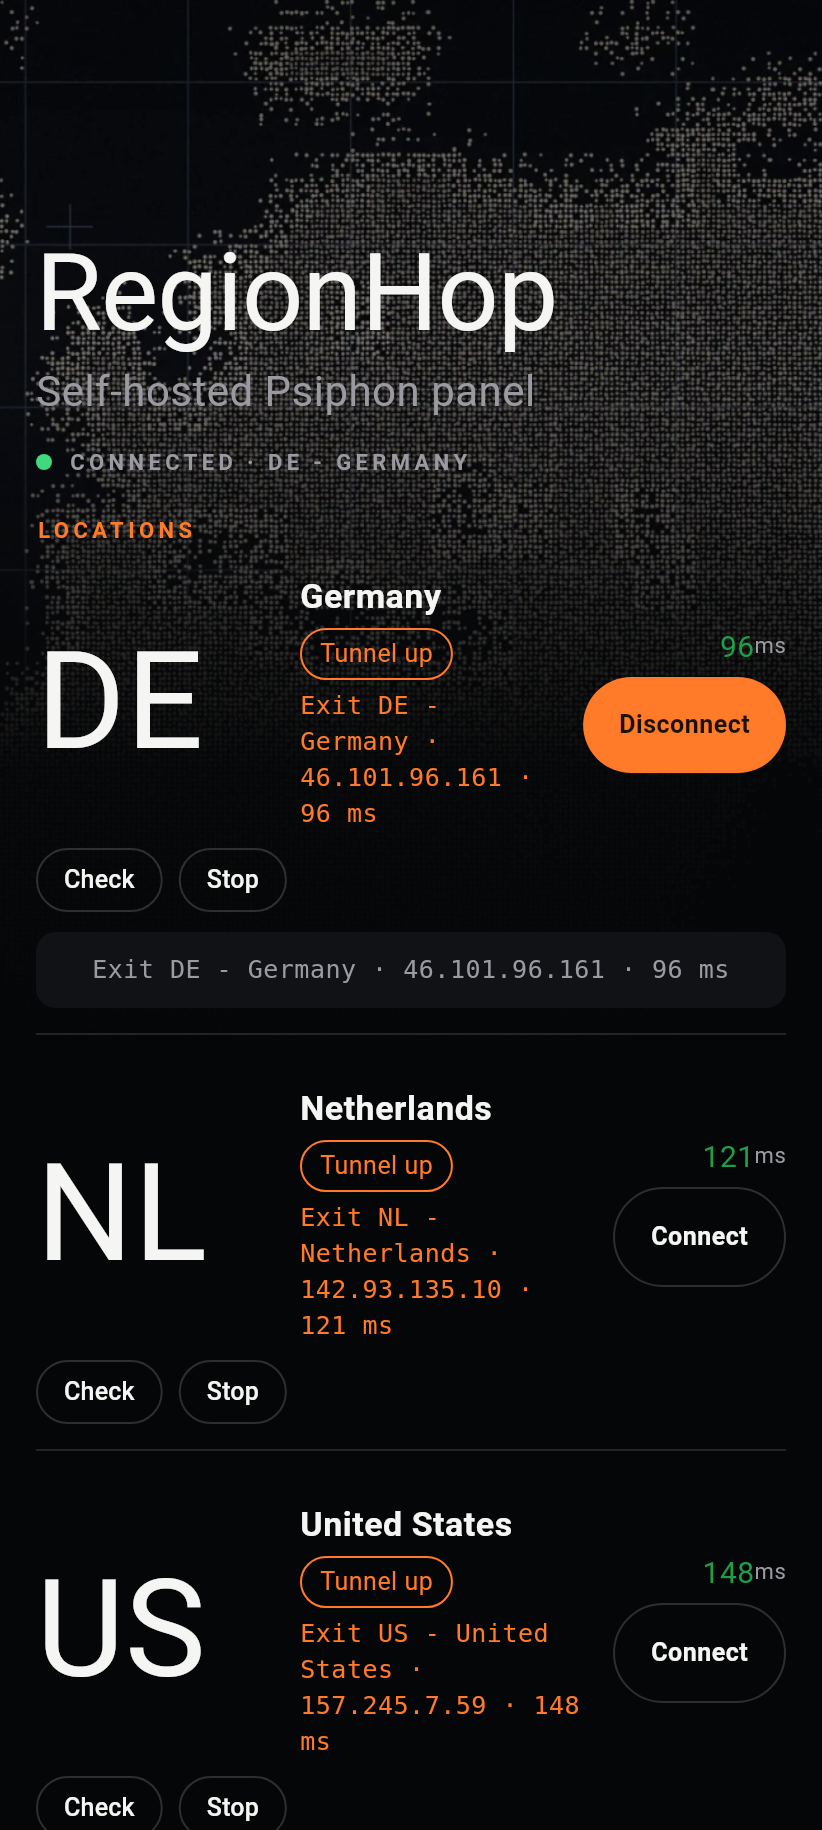 RegionHop
Self-hosted Psiphon panel
CONNECTED · DE - GERMANY
LOCATIONS
DE
Germany
Tunnel up
Exit DE -
Germany ·
46.101.96.161 ·
96 ms
96ms
Disconnect
Check
Stop
Exit DE - Germany · 46.101.96.161 · 96 ms
NL
Netherlands
Tunnel up
Exit NL -
Netherlands ·
142.93.135.10 ·
121 ms
121ms
Connect
Check
Stop
US
United States
Tunnel up
Exit US - United
States ·
157.245.7.59 · 148
ms
148ms
Connect
Check
Stop